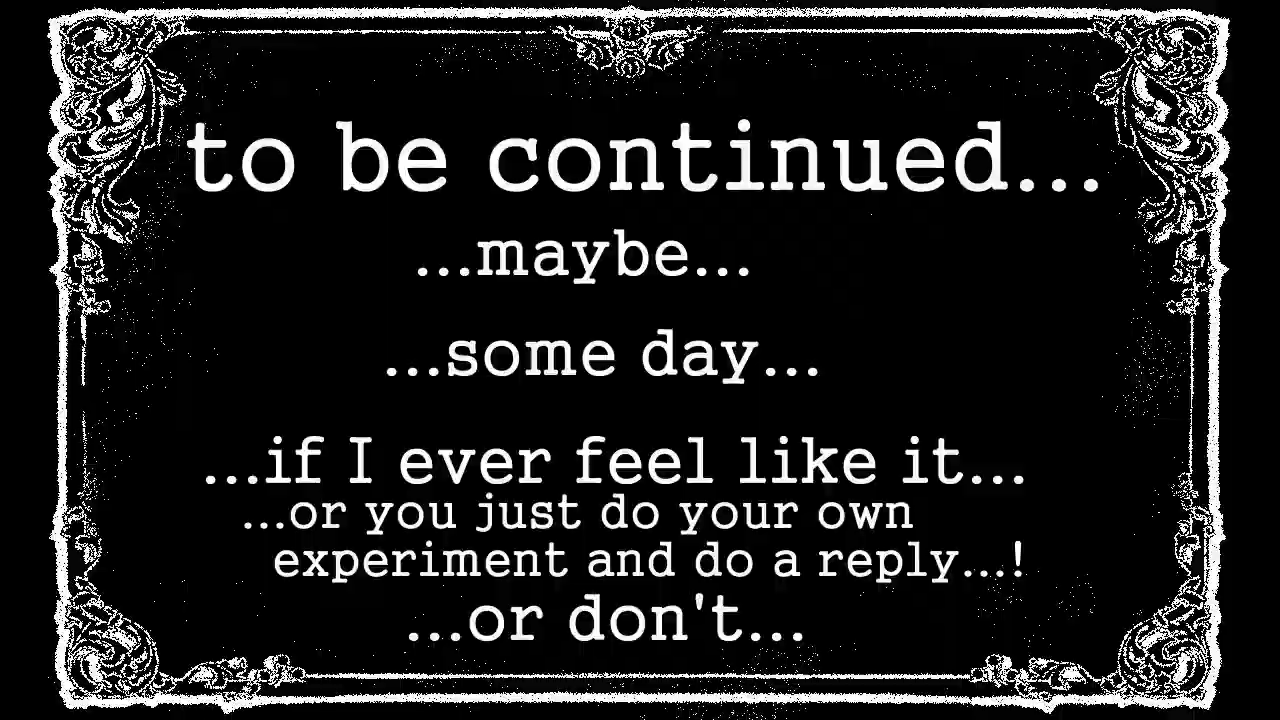 to be continued...
...maybe...
...some day...
...if I ever feel like it...
...or you just do your own
experiment and do a reply...!
...or don't...